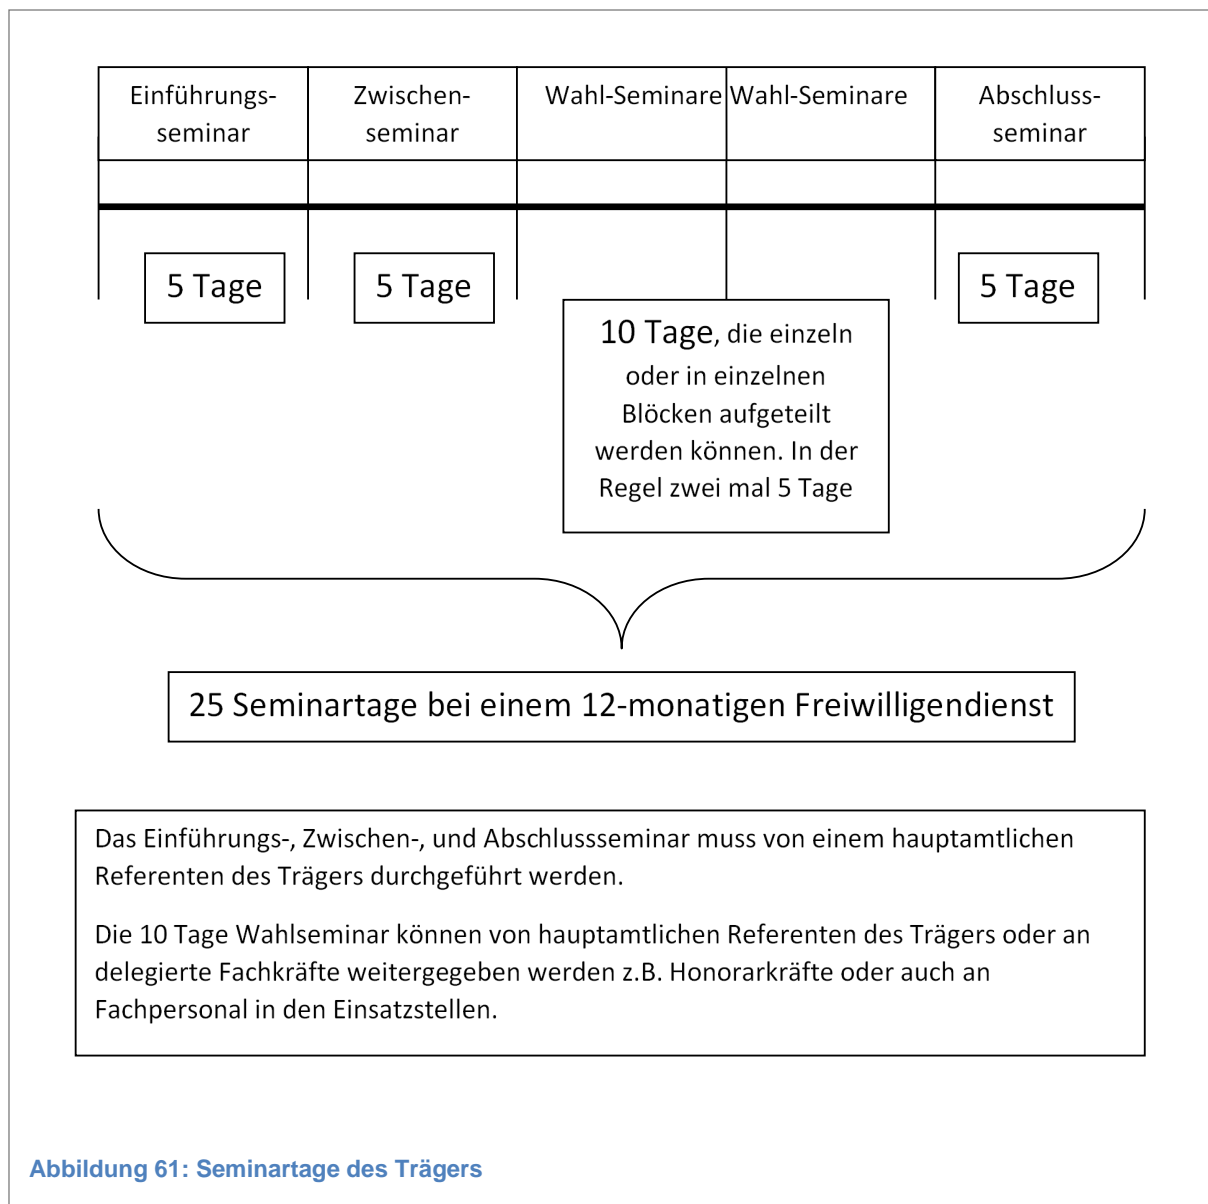 Einführungs-
seminar
Zwischen-
seminar
Wahl-Seminare
Wahl-Seminare
Abschluss-
seminar
5 Tage
5 Tage
5 Tage
10 Tage, die einzeln
oder in einzelnen
Blöcken aufgeteilt
werden können. In der
Regel zwei mal 5 Tage
25 Seminartage bei einem 12-monatigen Freiwilligendienst
Das Einführungs-, Zwischen-, und Abschlussseminar muss von einem hauptamtlichen
Referenten des Trägers durchgeführt werden.
Die 10 Tage Wahlseminar können von hauptamtlichen Referenten des Trägers oder an
delegierte Fachkräfte weitergegeben werden z.B. Honorarkräfte oder auch an
Fachpersonal in den Einsatzstellen.
Abbildung 61: Seminartage des Trägers